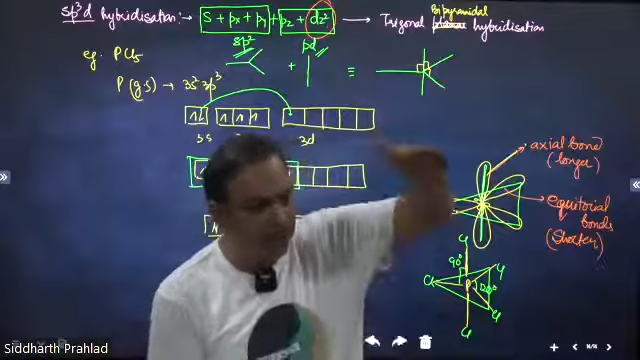 sp³d hybridisation:→ S + px + py + pz + dz² → Trigonal Bipyramidal hybridisation
sp² pd
eg. PCl5
+ ≡
P (g.s) → 3s² 3p³
3s 3d
axial bond
(longer)
equitorial
bonds
(Shorter)
Cl
90°
Cl Cl
P 120°
Cl
Cl
Siddharth Prahlad
N/N